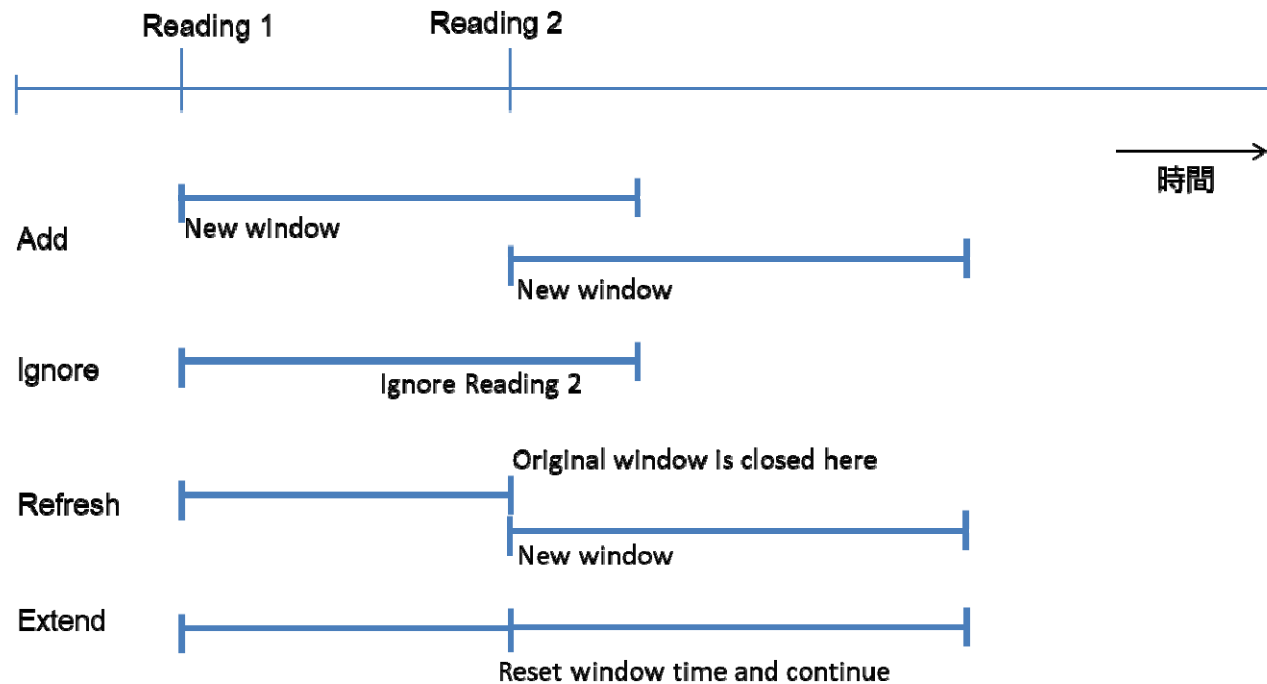 Reading 1
Reading 2
時間
Add
New window
New window
Ignore
Ignore Reading 2
Refresh
Original window is closed here
New window
Extend
Reset window time and continue